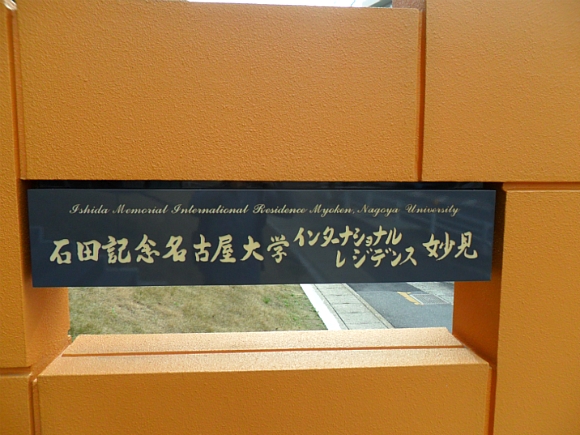 Ishida Memorial International Residence Myoken, Nagoya University
石田記念名古屋大学インターナショナルレジデンス妙見